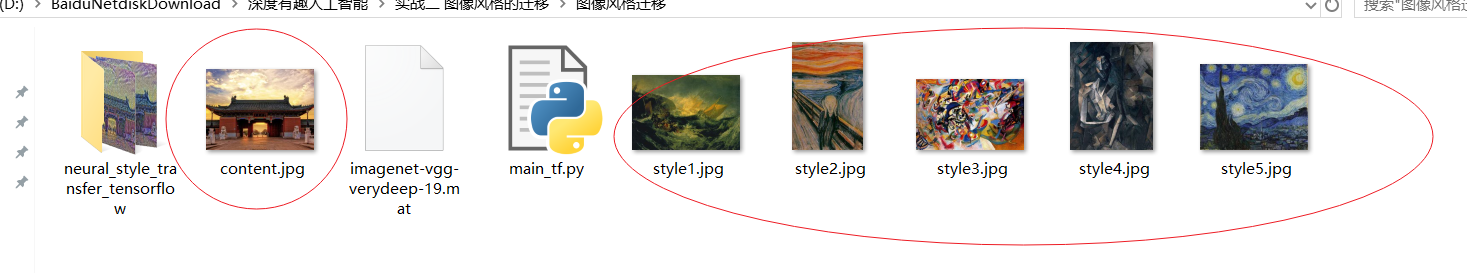 (D:) > BaiduNetdiskDownload > 深度有趣人工智能 > 实战二 图像风格的迁移 > 图像风格迁移
搜索"图像风格迁
neural_style_tra
nsfer_tensorflo
w
content.jpg
imagenet-vgg-
verydeep-19.m
at
main_tf.py
style1.jpg
style2.jpg
style3.jpg
style4.jpg
style5.jpg